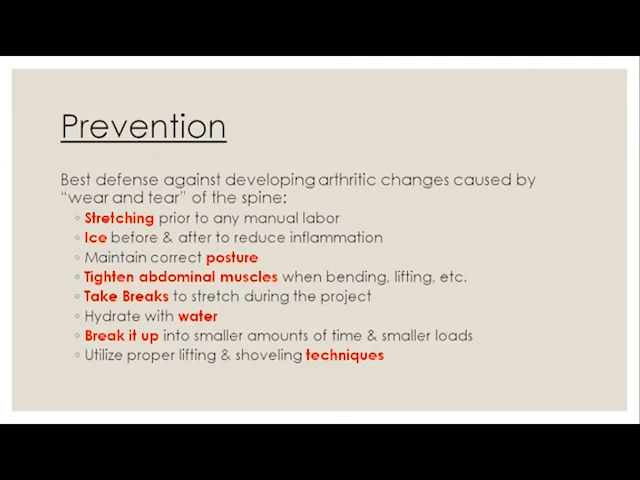 Prevention
Best defense against developing arthritic changes caused by
“wear and tear” of the spine:
◦ Stretching prior to any manual labor
◦ Ice before & after to reduce inflammation
◦ Maintain correct posture
◦ Tighten abdominal muscles when bending, lifting, etc.
◦ Take Breaks to stretch during the project
◦ Hydrate with water
◦ Break it up into smaller amounts of time & smaller loads
◦ Utilize proper lifting & shoveling techniques